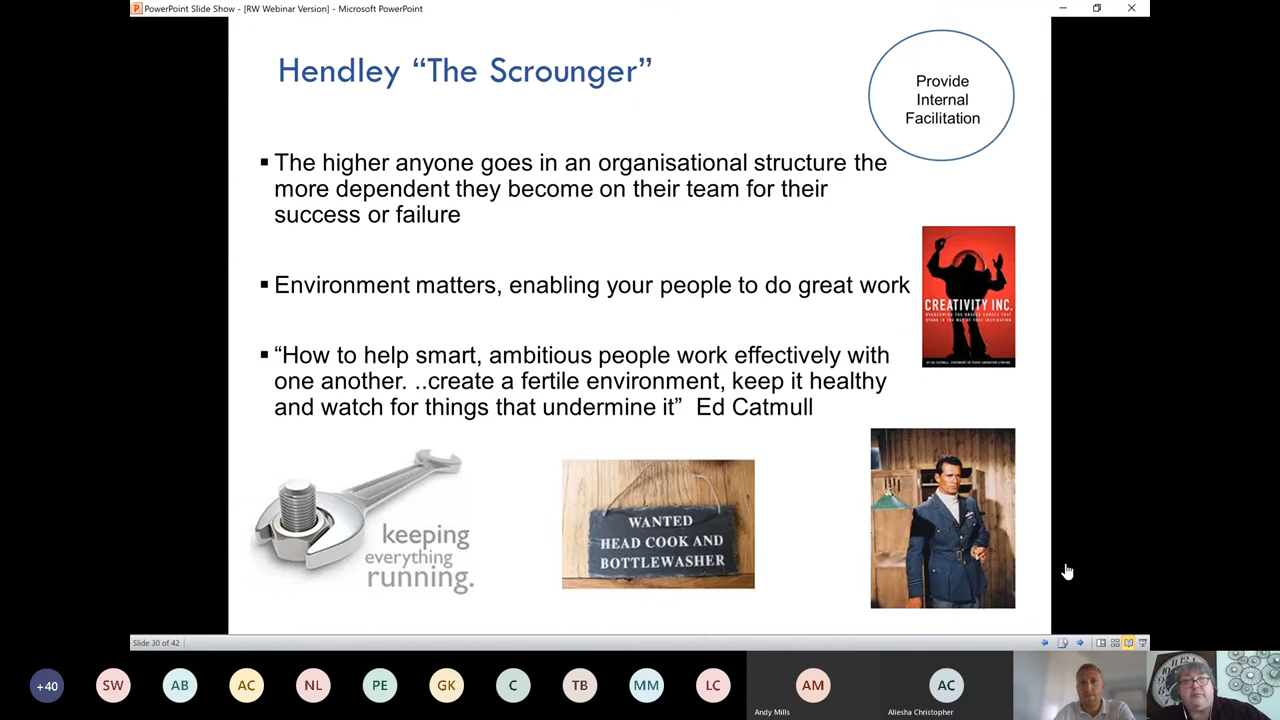 PowerPoint Slide Show - [RW Webinar Version] - Microsoft PowerPoint
Hendley “The Scrounger”
Provide
Internal
Facilitation
▪ The higher anyone goes in an organisational structure the
more dependent they become on their team for their
success or failure
▪ Environment matters, enabling your people to do great work
CREATIVITY INC.
▪ “How to help smart, ambitious people work effectively with
one another. ..create a fertile environment, keep it healthy
and watch for things that undermine it” Ed Catmull
keeping
everything
running.
WANTED
HEAD COOK AND
BOTTLEWASHER
Slide 30 of 42
+40
SW
AB
AC
NL
PE
GK
C
TB
MM
LC
AM
AC
Andy Mills
Aliesha Christopher